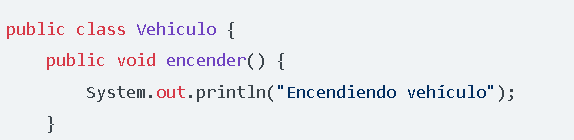 public class Vehiculo {
    public void encender() {
        System.out.println("Encendiendo vehículo");
    }